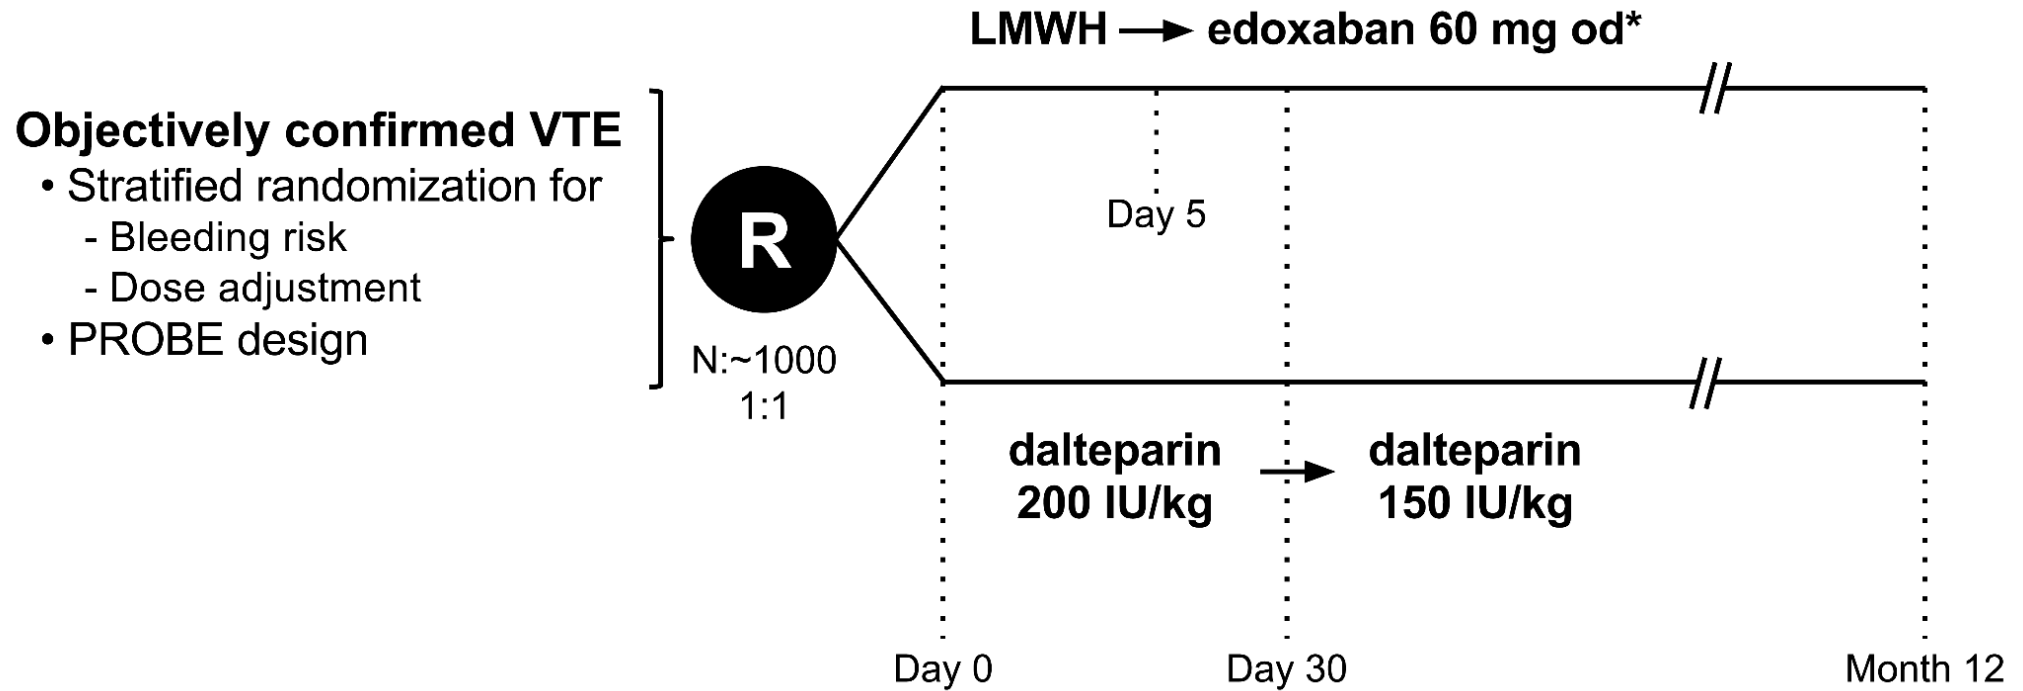 LMWH → edoxaban 60 mg od*
Objectively confirmed VTE
• Stratified randomization for
- Bleeding risk
- Dose adjustment
• PROBE design
R
N:~1000
1:1
Day 5
dalteparin
200 IU/kg
→
dalteparin
150 IU/kg
Day 0
Day 30
Month 12